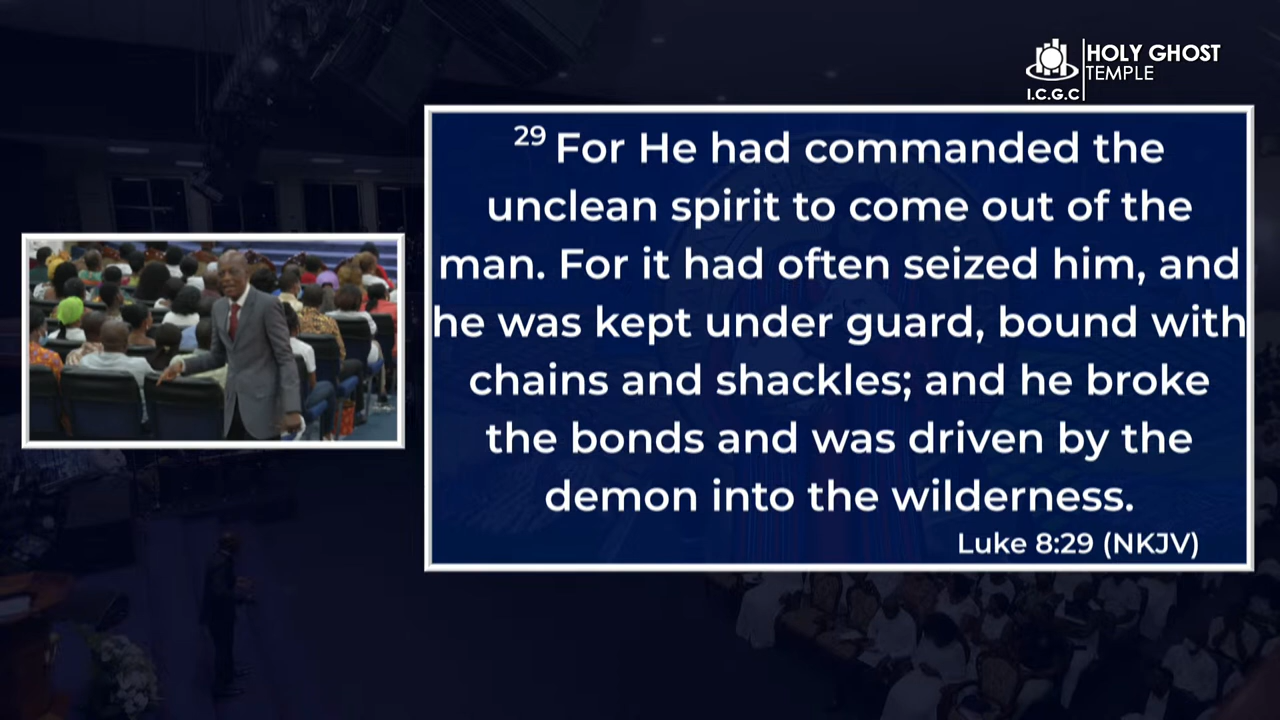 HOLY GHOST
TEMPLE
I.C.G.C
29 For He had commanded the
unclean spirit to come out of the
man. For it had often seized him, and
he was kept under guard, bound with
chains and shackles; and he broke
the bonds and was driven by the
demon into the wilderness.
Luke 8:29 (NKJV)